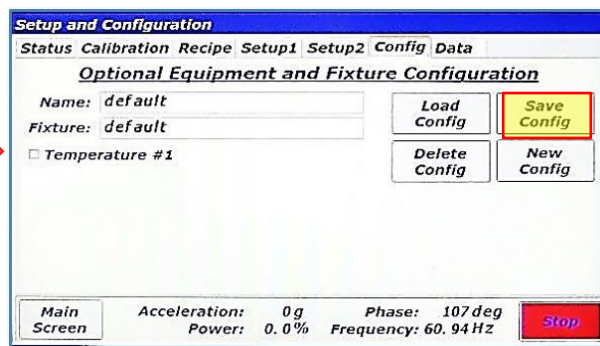 Setup and Configuration
Status Calibration Recipe Setup1 Setup2 Config Data
Optional Equipment and Fixture Configuration
Name: default
Fixture: default
Temperature #1
Load Config
Save Config
Delete Config
New Config
Main Screen
Acceleration: 0 g
Phase: 107 deg
Power: 0.0%
Frequency: 60.94 Hz
Stop